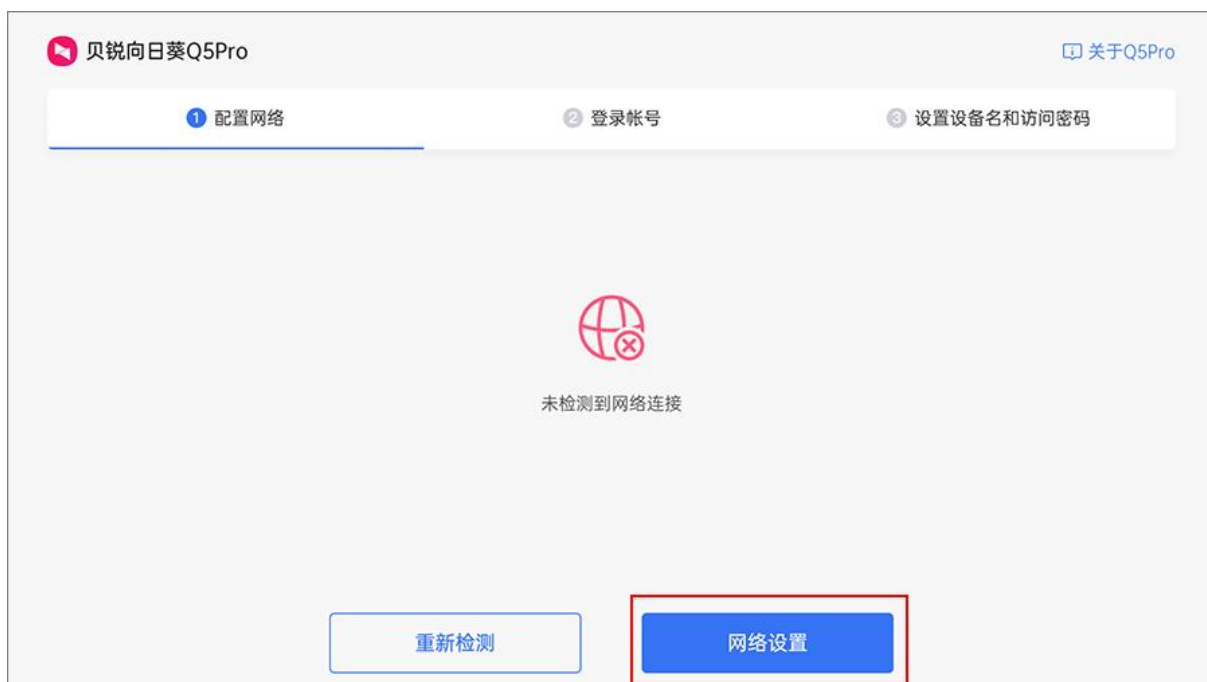 贝锐向日葵Q5Pro
关于Q5Pro
1 配置网络
2 登录帐号
3 设置设备名和访问密码
未检测到网络连接
重新检测
网络设置